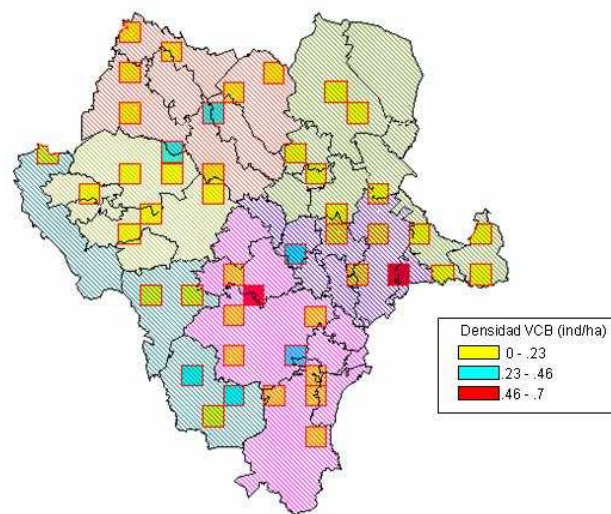 Densidad VCB (ind/ha)
0 - .23
.23 - .46
.46 - .7